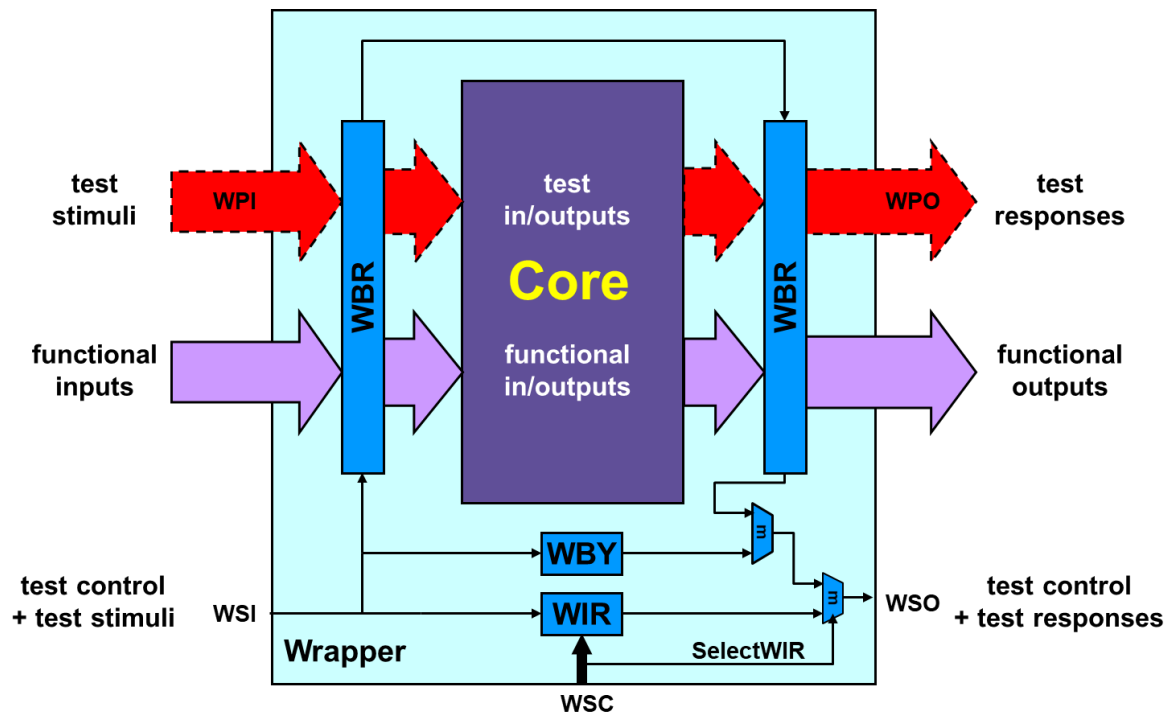 test
stimuli
WPI
WBR
test
in/outputs
Core
functional
in/outputs
WBR
WPO
test
responses
functional
inputs
functional
outputs
WBY
m
test control
+ test stimuli
WSI
WIR
m
WSO
test control
+ test responses
Wrapper
SelectWIR
WSC